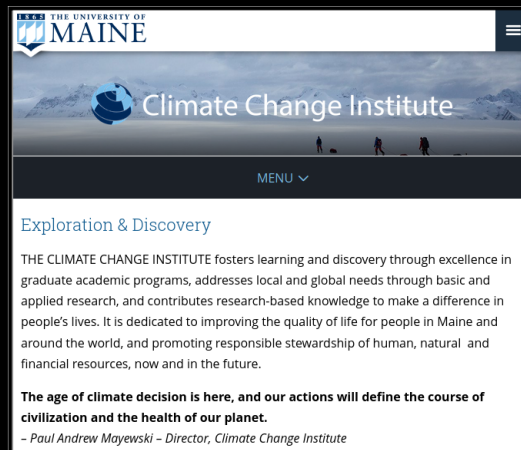 1865 THE UNIVERSITY OF
MAINE
Climate Change Institute
MENU
Exploration & Discovery
THE CLIMATE CHANGE INSTITUTE fosters learning and discovery through excellence in
graduate academic programs, addresses local and global needs through basic and
applied research, and contributes research-based knowledge to make a difference in
people’s lives. It is dedicated to improving the quality of life for people in Maine and
around the world, and promoting responsible stewardship of human, natural and
financial resources, now and in the future.
The age of climate decision is here, and our actions will define the course of
civilization and the health of our planet.
– Paul Andrew Mayewski – Director, Climate Change Institute